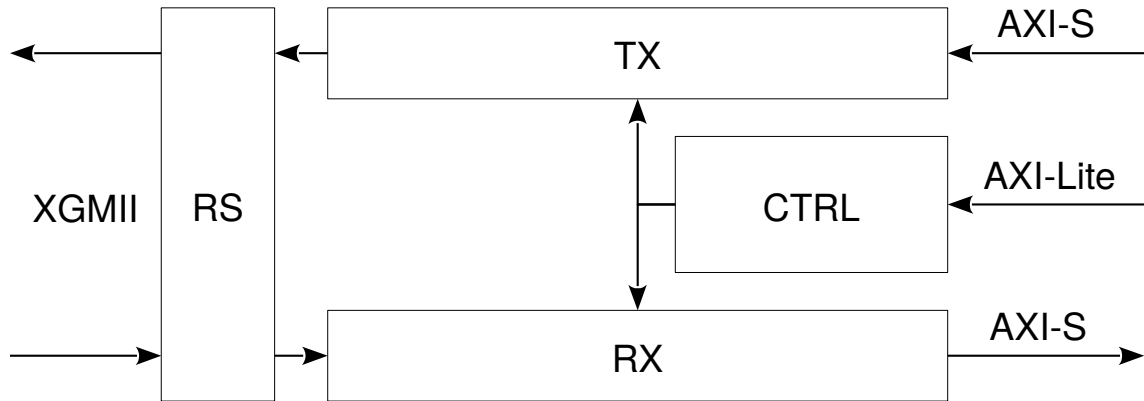 AXI-S
TX
AXI-Lite
XGMII
RS
CTRL
AXI-S
RX